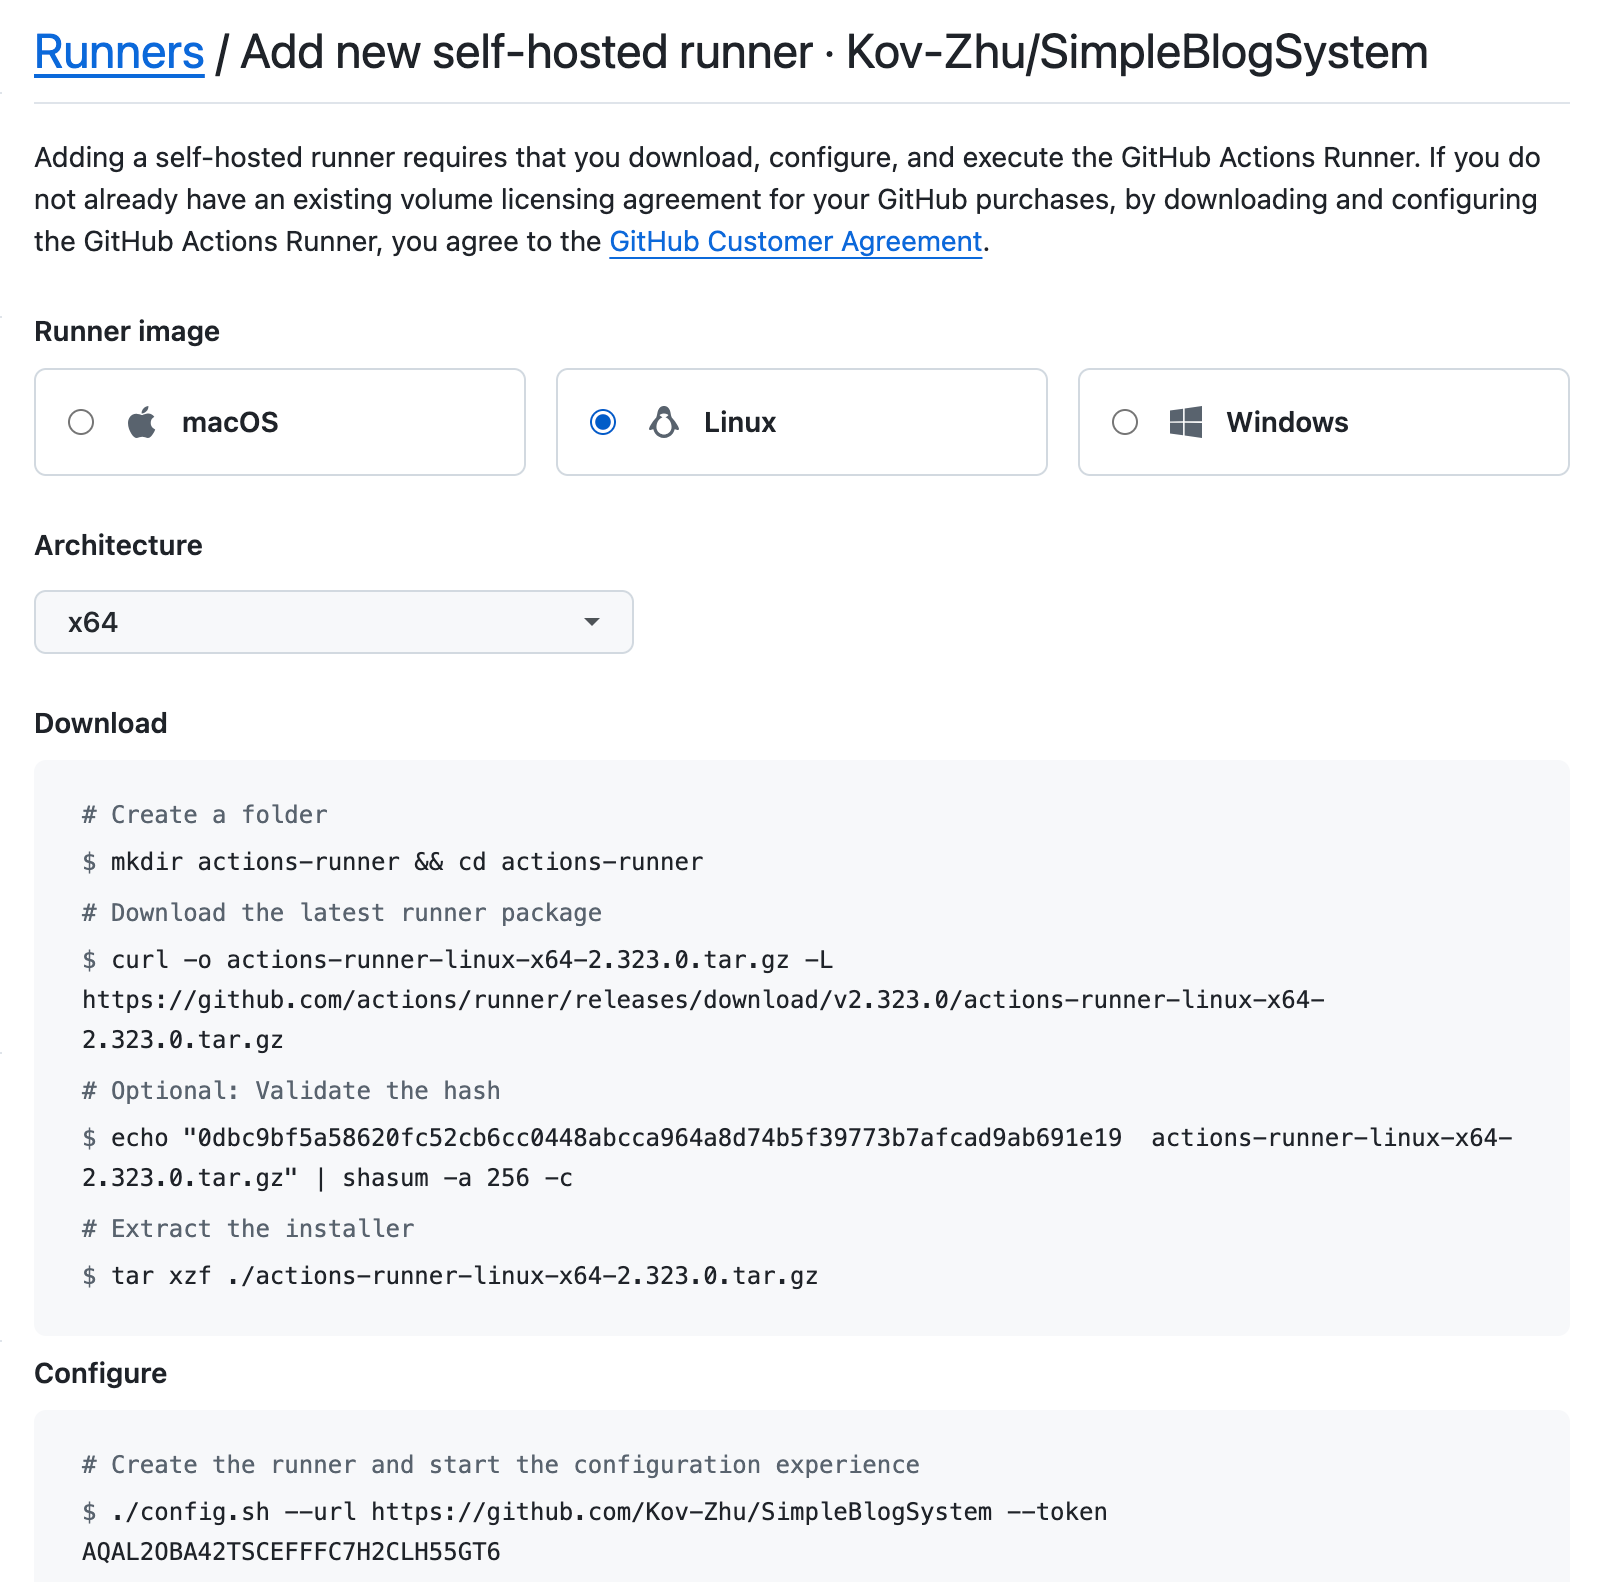 Runners / Add new self-hosted runner · Kov-Zhu/SimpleBlogSystem
Adding a self-hosted runner requires that you download, configure, and execute the GitHub Actions Runner. If you do
not already have an existing volume licensing agreement for your GitHub purchases, by downloading and configuring
the GitHub Actions Runner, you agree to the GitHub Customer Agreement.
Runner image
macOS
Linux
Windows
Architecture
x64
Download
# Create a folder
$ mkdir actions-runner && cd actions-runner
# Download the latest runner package
$ curl -o actions-runner-linux-x64-2.323.0.tar.gz -L
https://github.com/actions/runner/releases/download/v2.323.0/actions-runner-linux-x64-
2.323.0.tar.gz
# Optional: Validate the hash
$ echo "0dbc9bf5a58620fc52cb6cc0448abcca964a8d74b5f39773b7afcad9ab691e19  actions-runner-linux-x64-
2.323.0.tar.gz" | shasum -a 256 -c
# Extract the installer
$ tar xzf ./actions-runner-linux-x64-2.323.0.tar.gz
Configure
# Create the runner and start the configuration experience
$ ./config.sh --url https://github.com/Kov-Zhu/SimpleBlogSystem --token
AQAL2OBA42TSCEFFFC7H2CLH55GT6